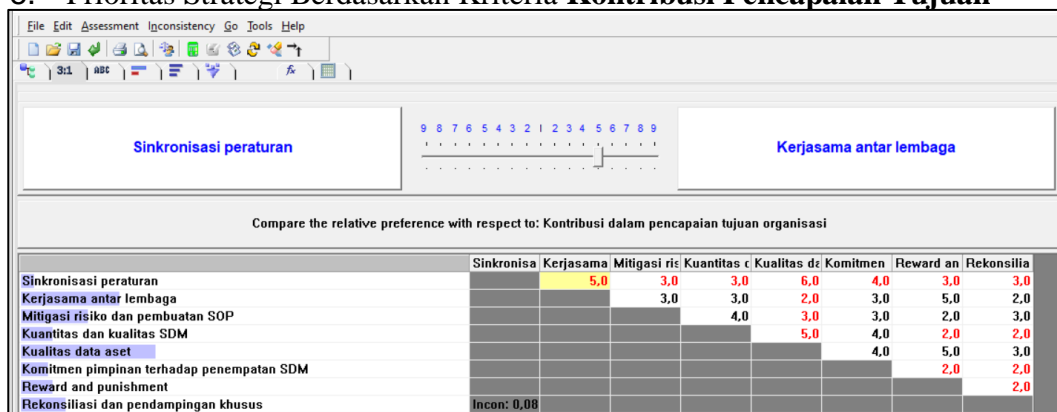 Prioritas Strategi Berdasarkan Kriteria Kontribusi Pencapaian Tujuan
File Edit Assessment Inconsistency Go Tools Help
3:1 ABC fx
Sinkronisasi peraturan
9 8 7 6 5 4 3 2 1 2 3 4 5 6 7 8 9
Kerjasama antar lembaga
Compare the relative preference with respect to: Kontribusi dalam pencapaian tujuan organisasi
Sinkronisa Kerjasama Mitigasi ris Kuantitas c Kualitas da Komitmen Reward an Rekonsilia
Sinkronisasi peraturan 5,0 3,0 3,0 6,0 4,0 3,0 3,0
Kerjasama antar lembaga 3,0 3,0 2,0 3,0 5,0 2,0
Mitigasi risiko dan pembuatan SOP 4,0 3,0 3,0 2,0 3,0
Kuantitas dan kualitas SDM 5,0 4,0 2,0 2,0
Kualitas data aset 4,0 5,0 3,0
Komitmen pimpinan terhadap penempatan SDM 2,0 2,0
Reward and punishment 2,0
Rekonsiliasi dan pendampingan khusus Incon: 0,08